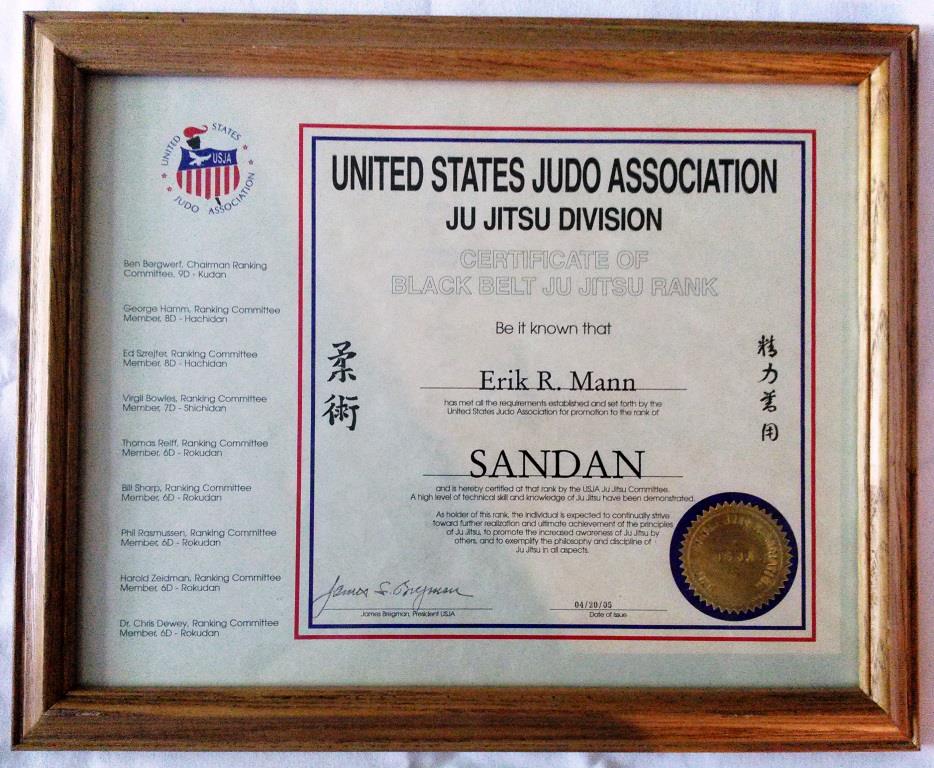 UNITED STATES
USJA
JUDO ASSOCIATION
Ben Bergwerf, Chairman Ranking
Committee, 9D - Kudan
George Hamm, Ranking Committee
Member, 8D - Hachidan
Ed Szrejter, Ranking Committee
Member, 8D - Hachidan
Virgil Bowles, Ranking Committee
Member, 7D - Shichidan
Thomas Reiff, Ranking Committee
Member, 6D - Rokudan
Bill Sharp, Ranking Committee
Member, 6D - Rokudan
Phil Rasmussen, Ranking Committee
Member, 6D - Rokudan
Harold Zeidman, Ranking Committee
Member, 6D - Rokudan
Dr. Chris Dewey, Ranking Committee
Member, 6D - Rokudan
UNITED STATES JUDO ASSOCIATION
JU JITSU DIVISION
CERTIFICATE OF
BLACK BELT JU JITSU RANK
Be it known that
Erik R. Mann
has met all the requirements established and set forth by the
United States Judo Association for promotion to the rank of
SANDAN
and is hereby certified at that rank by the USJA Ju Jitsu Committee.
A high level of technical skill and knowledge of Ju Jitsu have been demonstrated.
As holder of this rank, the individual is expected to continually strive
toward further realization and ultimate achievement of the principles
of Ju Jitsu, to promote the increased awareness of Ju Jitsu by
others, and to exemplify the philosophy and discipline of
Ju Jitsu in all aspects.
柔術
精力善用
James S. Bregman
James Bregman, President USJA
04/20/05
Date of Issue
USJA